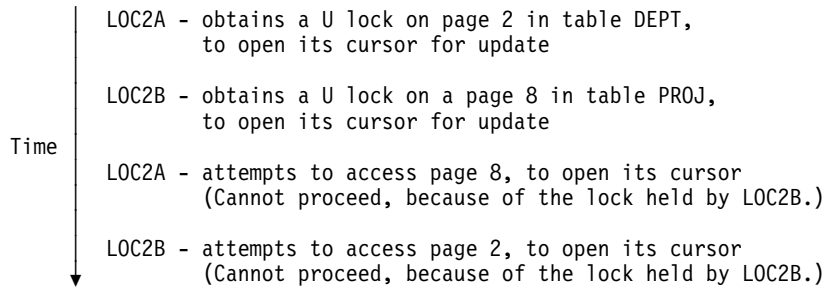 LOC2A - obtains a U lock on page 2 in table DEPT,
to open its cursor for update
LOC2B - obtains a U lock on a page 8 in table PROJ,
to open its cursor for update
Time
LOC2A - attempts to access page 8, to open its cursor
(Cannot proceed, because of the lock held by LOC2B.)
LOC2B - attempts to access page 2, to open its cursor
(Cannot proceed, because of the lock held by LOC2B.)